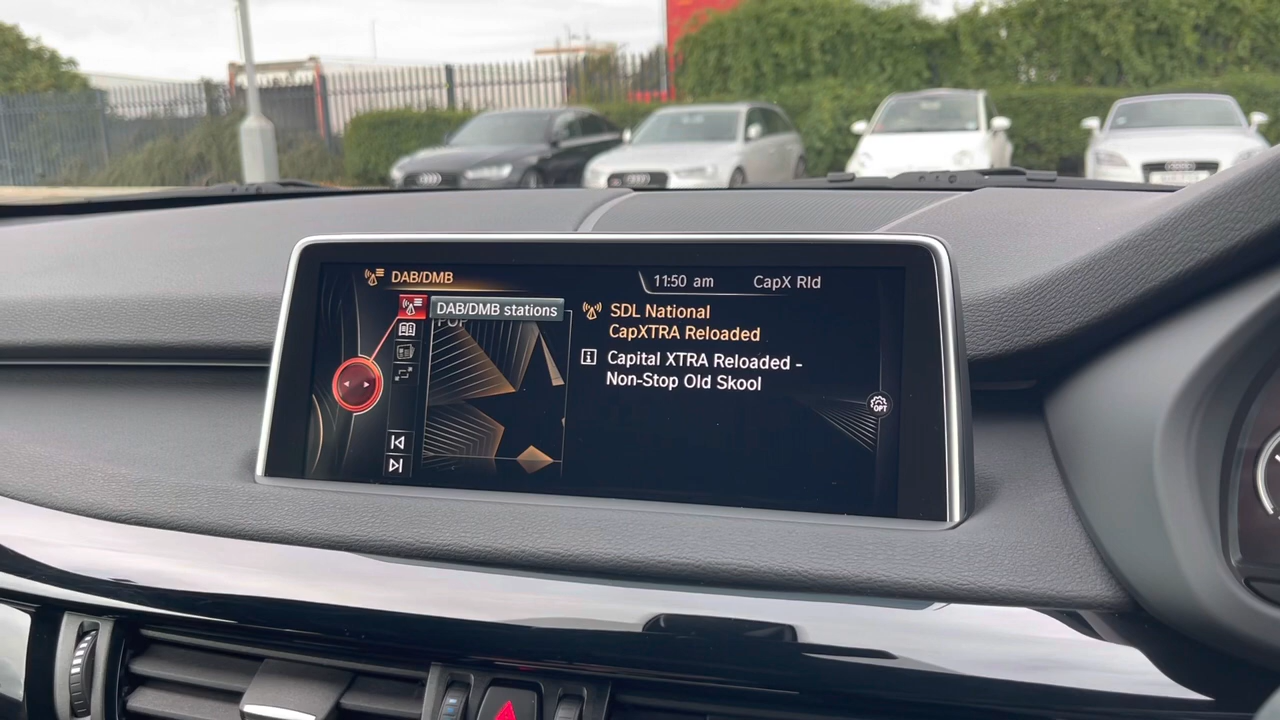 DAB/DMB
11:50 am
CapX Rld
DAB/DMB stations
POP
SDL National
CapXTRA Reloaded
Capital XTRA Reloaded -
Non-Stop Old Skool
OPT